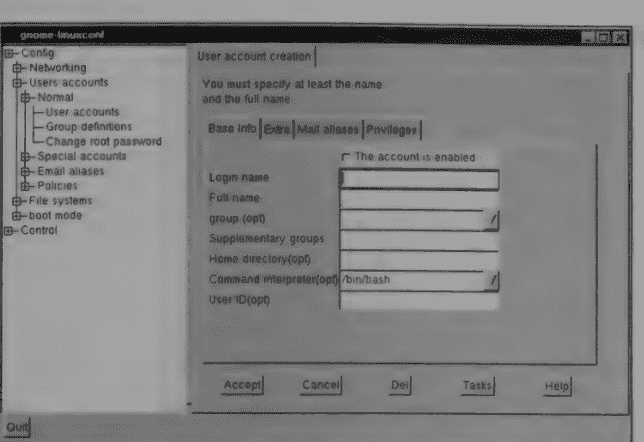 gnome-linuxconf
Config
Networking
Users accounts
Normal
User accounts
Group definitions
Change root password
Special accounts
Email aliases
Policies
File systems
boot mode
Control
Quit
User account creation
You must specify at least the name
and the full name
Base info Extra Mail aliases Privileges
The account is enabled
Login name
Full name
group (opt)
Supplementary groups
Home directory(opt)
Command interpreter(opt) /bin/bash
User ID(opt)
Accept Cancel Del Tasks Help